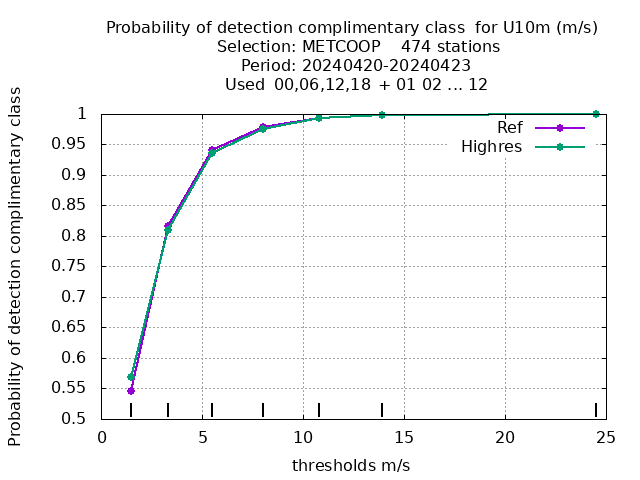 Probability of detection complimentary class  for U10m (m/s)
Selection: METCOOP    474 stations
Period: 20240420-20240423
Used  00,06,12,18  + 01 02 ... 12
Probability of detection complimentary class
1
0.95
0.9
0.85
0.8
0.75
0.7
0.65
0.6
0.55
0.5
Ref
Highres
0 5 10 15 20 25
thresholds m/s